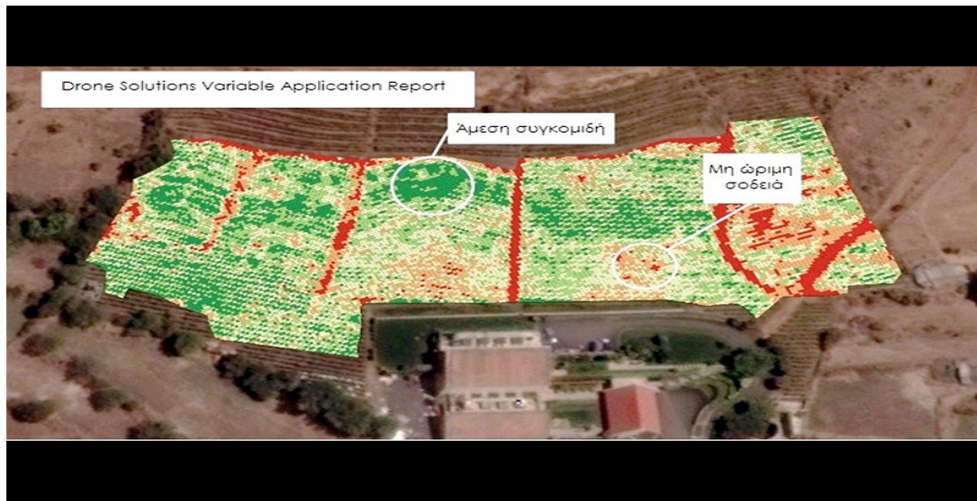 Drone Solutions Variable Application Report
Άμεση συγκομιδή
Μη ώριμη
σοδειά